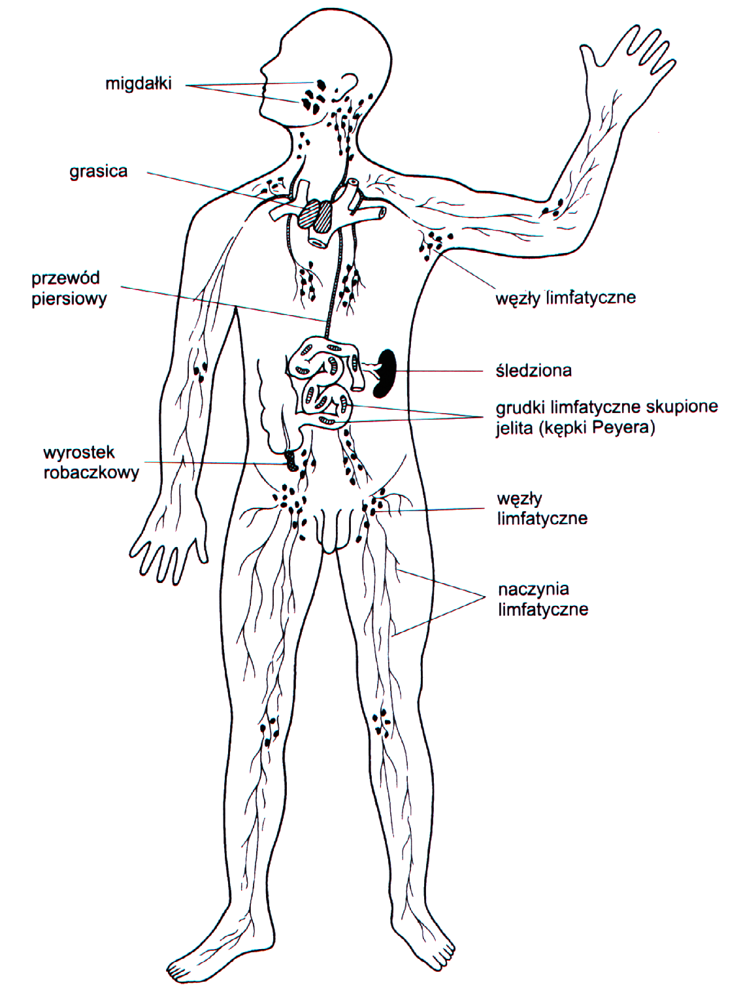 migdałki
grasica
przewód
piersiowy
węzły limfatyczne
śledziona
grudki limfatyczne skupione
jelita (kępki Peyera)
wyrostek
robaczkowy
węzły
limfatyczne
naczynia
limfatyczne